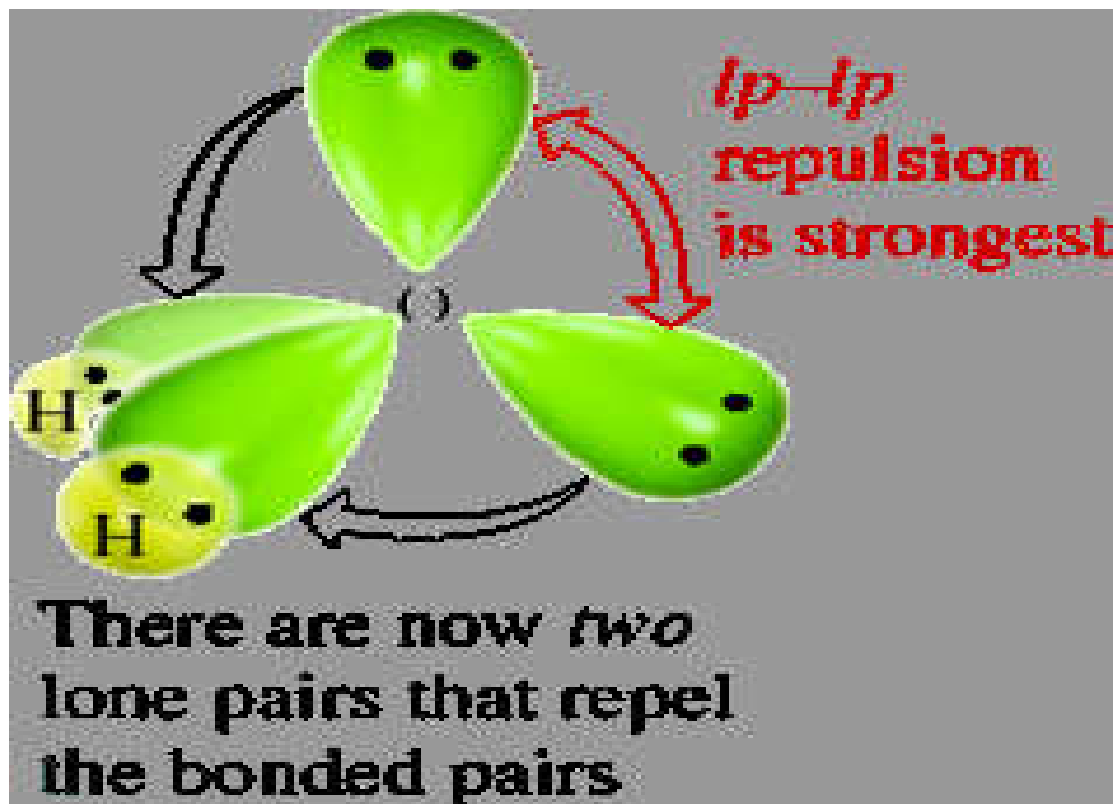 lp–lp
repulsion
is strongest
H
H
There are now two
lone pairs that repel
the bonded pairs